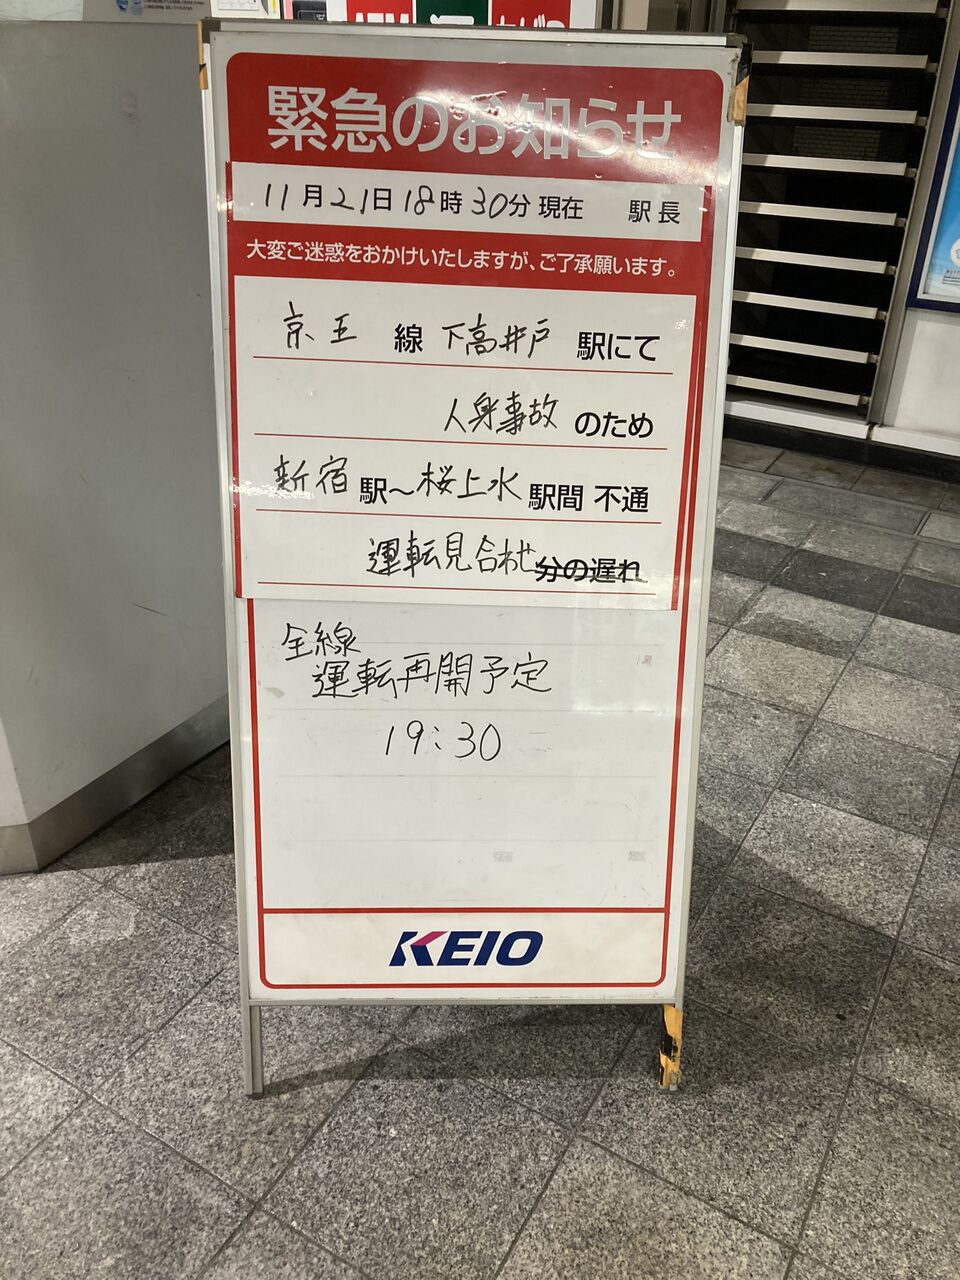 緊急のお知らせ
11月21日18時30分 現在 駅長
大変ご迷惑をおかけいたしますが、ご了承願います。
京王 線 下高井戸 駅にて
人身事故 のため
新宿 駅〜桜上水 駅間 不通
運転見合わせ 分の遅れ
全線
運転再開予定
19:30
KEIO